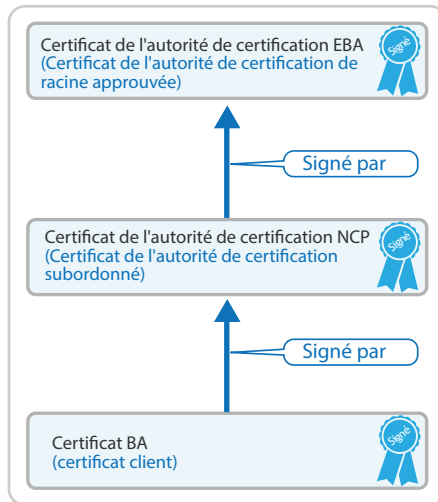 Certificat de l'autorité de certification EBA
(Certificat de l'autorité de certification de
racine approuvée)
Signé
Signé par
Certificat de l'autorité de certification NCP
(Certificat de l'autorité de certification
subordonné)
Signé
Signé par
Certificat BA
(certificat client)
Signé